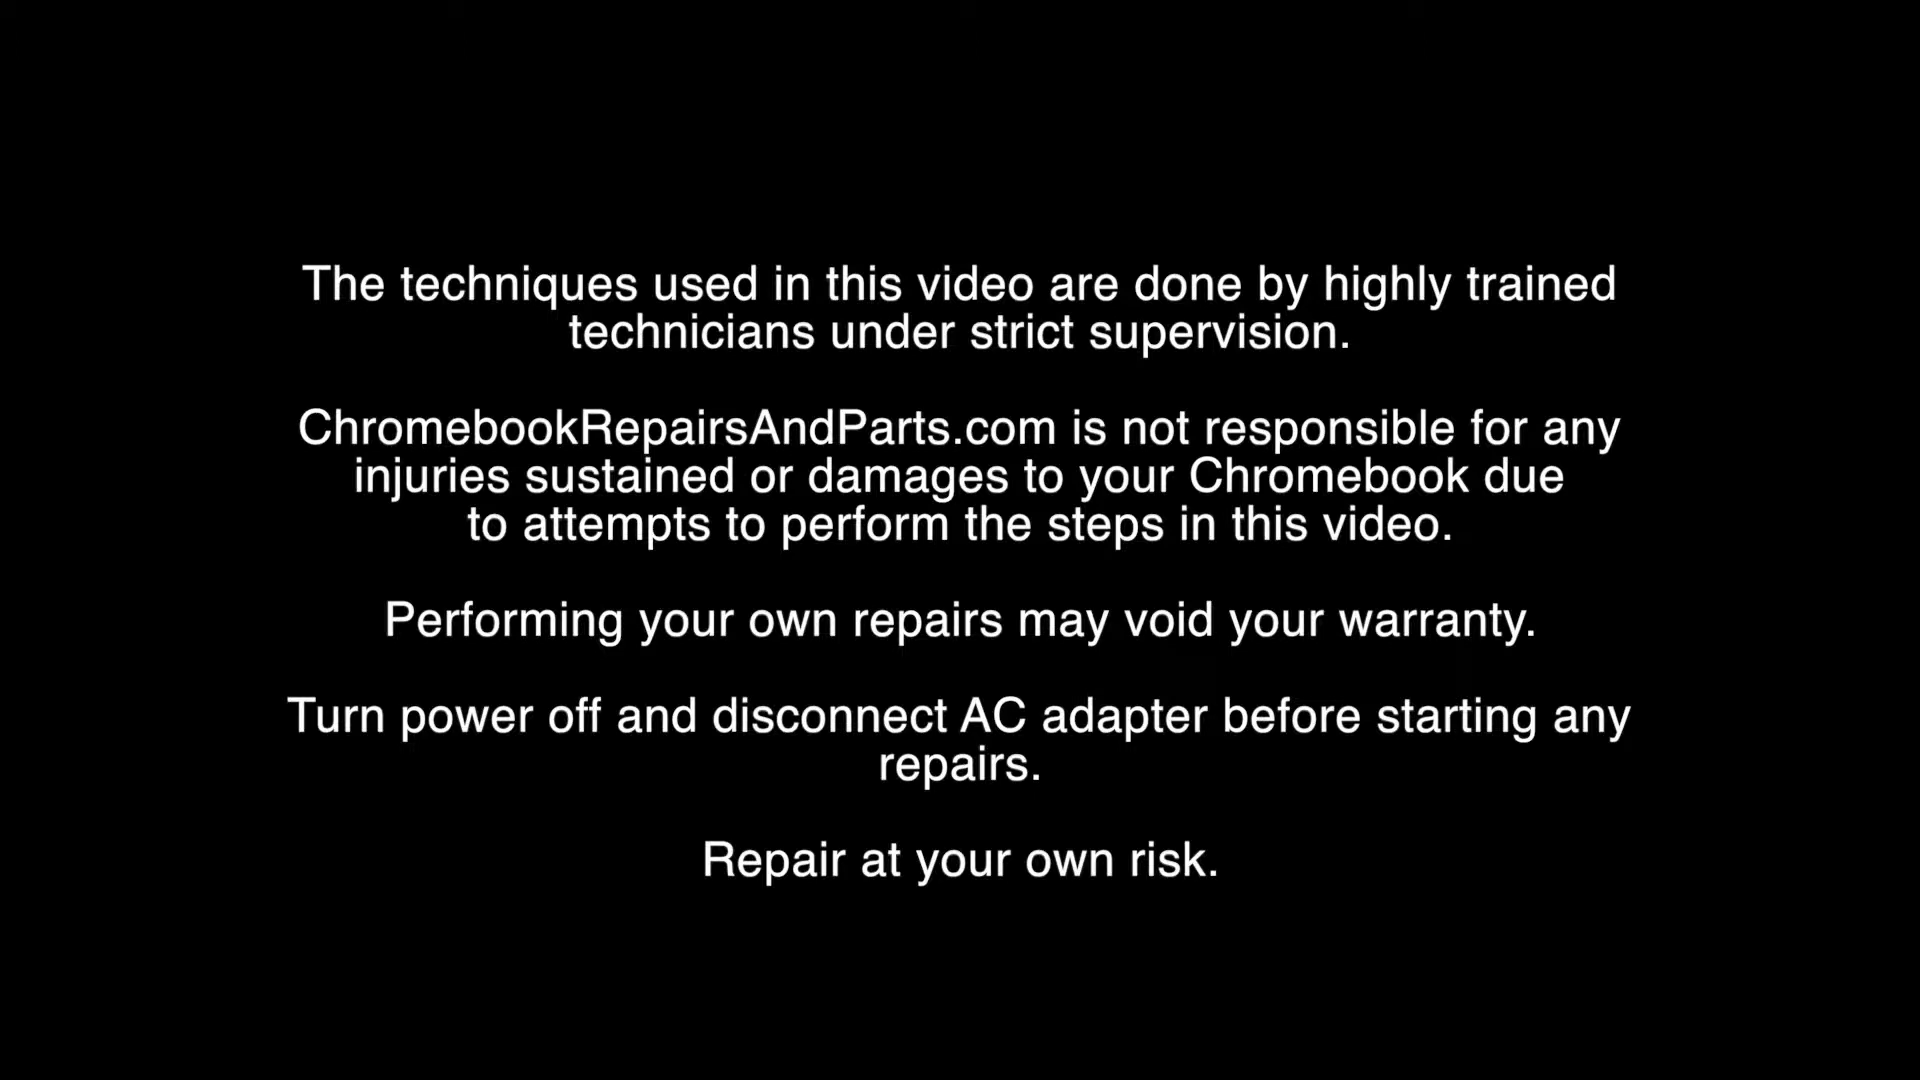 The techniques used in this video are done by highly trained
technicians under strict supervision.
ChromebookRepairsAndParts.com is not responsible for any
injuries sustained or damages to your Chromebook due
to attempts to perform the steps in this video.
Performing your own repairs may void your warranty.
Turn power off and disconnect AC adapter before starting any
repairs.
Repair at your own risk.